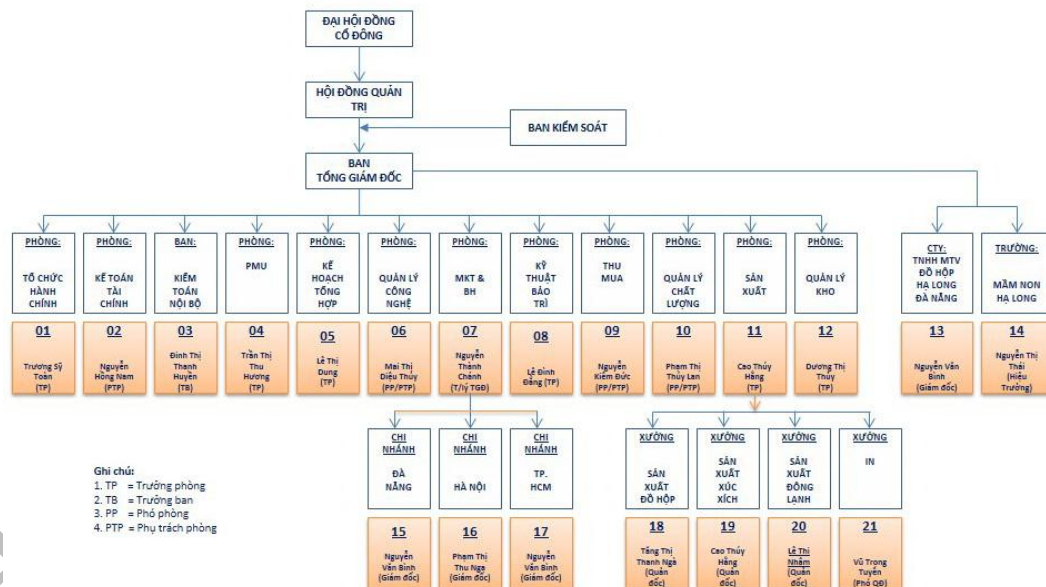 ĐẠI HỘI ĐỒNG
CỔ ĐÔNG
HỘI ĐỒNG QUẢN
TRỊ
BAN KIỂM SOÁT
BAN
TỔNG GIÁM ĐỐC
PHÒNG:
TỔ CHỨC
HÀNH
CHÍNH
PHÒNG:
KẾ TOÁN
TÀI
CHÍNH
BAN:
KIỂM
TOÁN
NỘI BỘ
PHÒNG:
PMU
PHÒNG:
KẾ
HOẠCH
TỔNG
HỢP
PHÒNG:
QUẢN LÝ
CÔNG
NGHỆ
PHÒNG:
MKT &
BH
PHÒNG:
KỸ
THUẬT
BẢO
TRÌ
PHÒNG:
THU
MUA
PHÒNG:
QUẢN LÝ
CHẤT
LƯỢNG
PHÒNG:
SẢN
XUẤT
PHÒNG:
QUẢN LÝ
KHO
CTY:
TNHH MTV
ĐỒ HỘP
HẠ LONG
ĐÀ NẴNG
TRƯỜNG:
MẦM NON
HẠ LONG
01
Trương Sỹ
Toàn
(TP)
02
Nguyễn
Hồng Nam
(PTP)
03
Đinh Thị
Thanh
Huyền
(TB)
04
Trần Thị
Thu
Hương
(TP)
05
Lê Thị
Dung
(TP)
06
Mai Thị
Diệu Thúy
(PP/PTP)
07
Nguyễn
Thành
Chánh
(T/lý TGĐ)
08
Lê Đình
Đảng (TP)
09
Nguyễn
Kiếm Đức
(PP/PTP)
10
Phạm Thị
Thúy Lan
(PP/PTP)
11
Cao Thúy
Hằng
(TP)
12
Dương Thị
Thúy
(TP)
13
Nguyễn Văn
Bình
(Giám đốc)
14
Nguyễn Thị
Thái
(Hiệu
Trưởng)
CHI
NHÁNH
ĐÀ
NẴNG
CHI
NHÁNH
HÀ NỘI
CHI
NHÁNH
TP.
HCM
XƯỞNG
SẢN
XUẤT
ĐỒ HỘP
XƯỞNG
SẢN
XUẤT
XÚC
XÍCH
XƯỞNG
SẢN
XUẤT
ĐÔNG
LẠNH
XƯỞNG
IN
15
Nguyễn
Văn Bình
(Giám đốc)
16
Phạm Thị
Thu Nga
(Giám đốc)
17
Nguyễn
Văn Bình
(Giám đốc)
18
Tăng Thị
Thanh Ngà
(Quản
đốc)
19
Cao Thúy
Hằng
(Quản
đốc)
20
Lê Thị
Nhâm
(Quản
đốc)
21
Vũ Trọng
Tuyến
(Phó QĐ)
Ghi chú:
1. TP = Trưởng phòng
2. TB = Trưởng ban
3. PP = Phó phòng
4. PTP = Phụ trách phòng